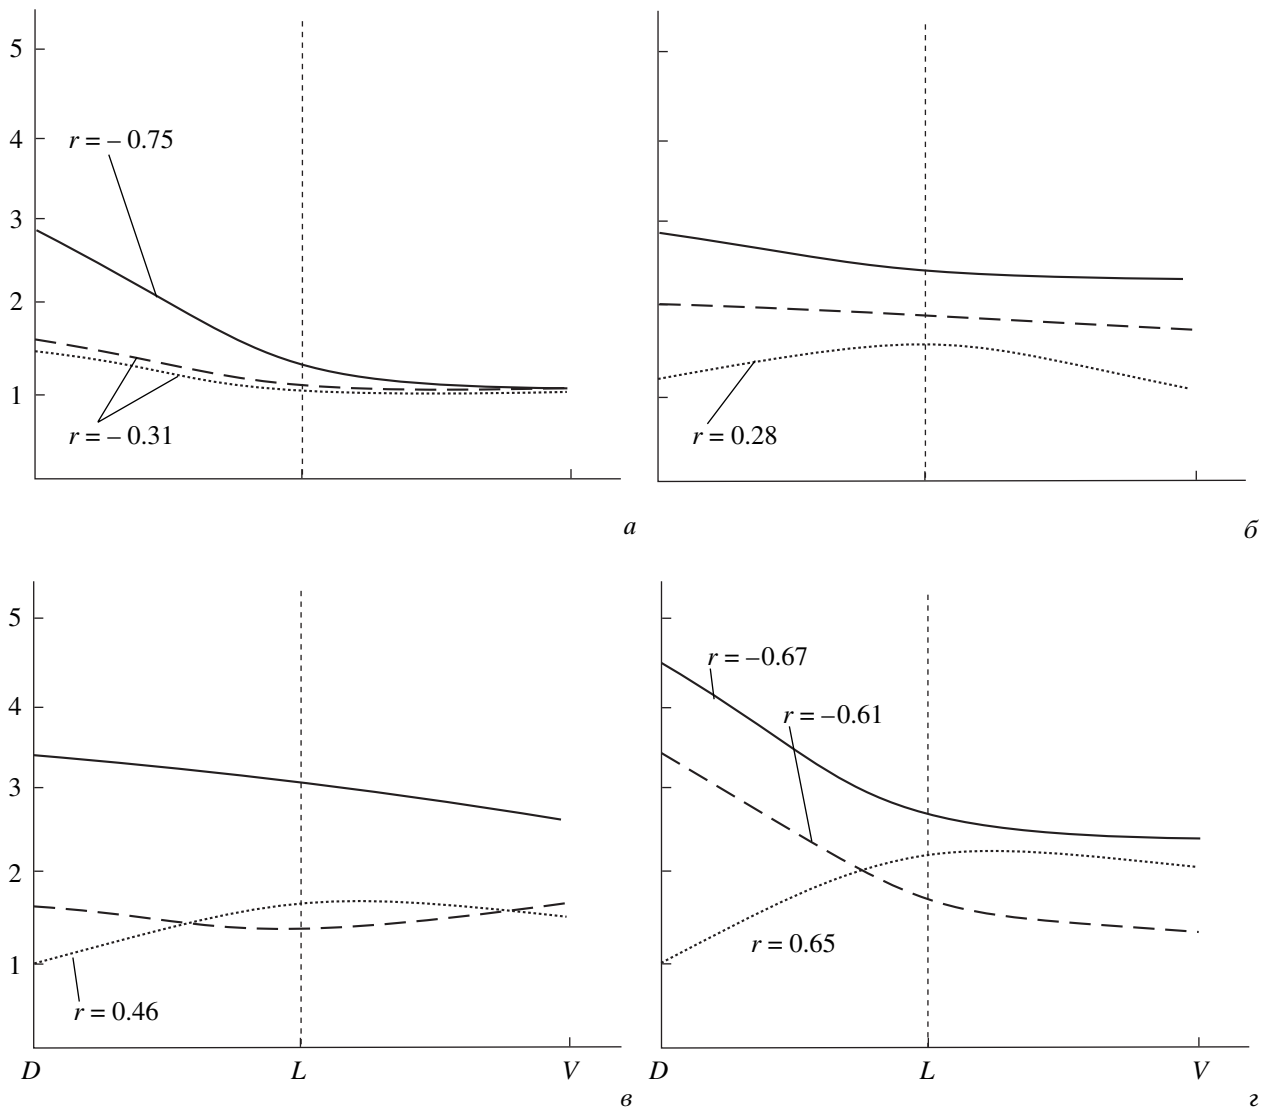 5
4
r = – 0.75
3
2
1
r = – 0.31
r = 0.28
а
б
5
r = –0.67
4
r = –0.61
3
2
1
r = 0.65
r = 0.46
D L V D L V
в
г